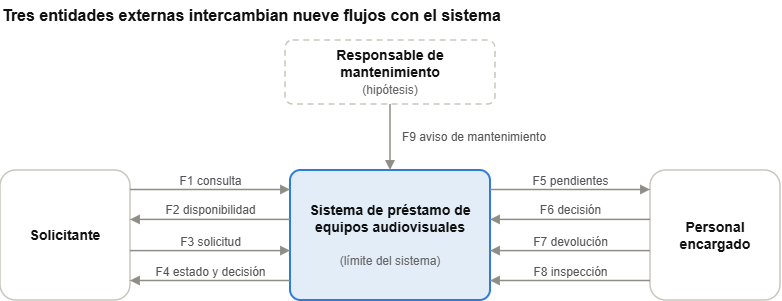 Tres entidades externas intercambian nueve flujos con el sistema
Responsable de
mantenimiento
(hipótesis)
F9 aviso de mantenimiento
Solicitante
F1 consulta
F2 disponibilidad
F3 solicitud
F4 estado y decisión
Sistema de préstamo de
equipos audiovisuales
(límite del sistema)
F5 pendientes
F6 decisión
F7 devolución
F8 inspección
Personal
encargado